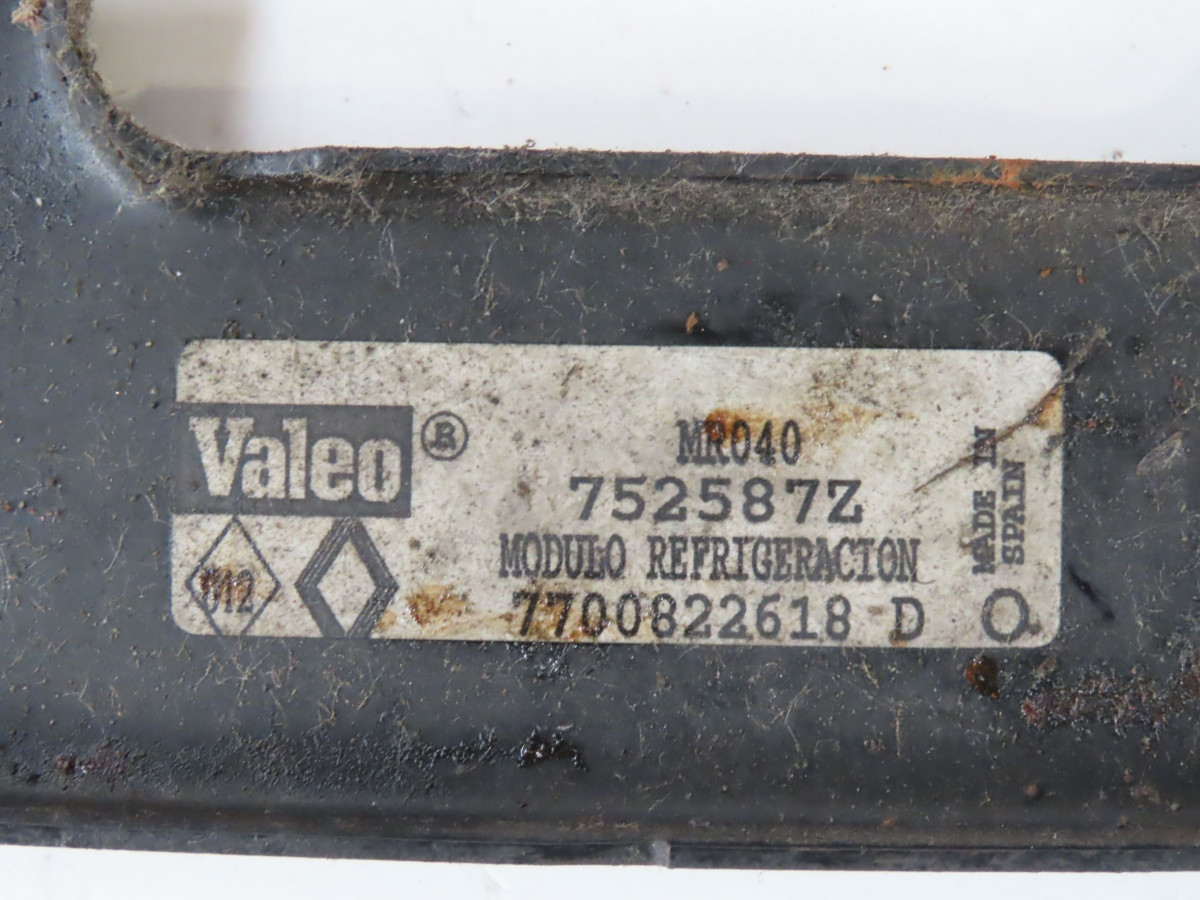 Valeo®
MR040
752587Z
MODULO REFRIGERACION
7700822618 D O
MADE IN
SPAIN